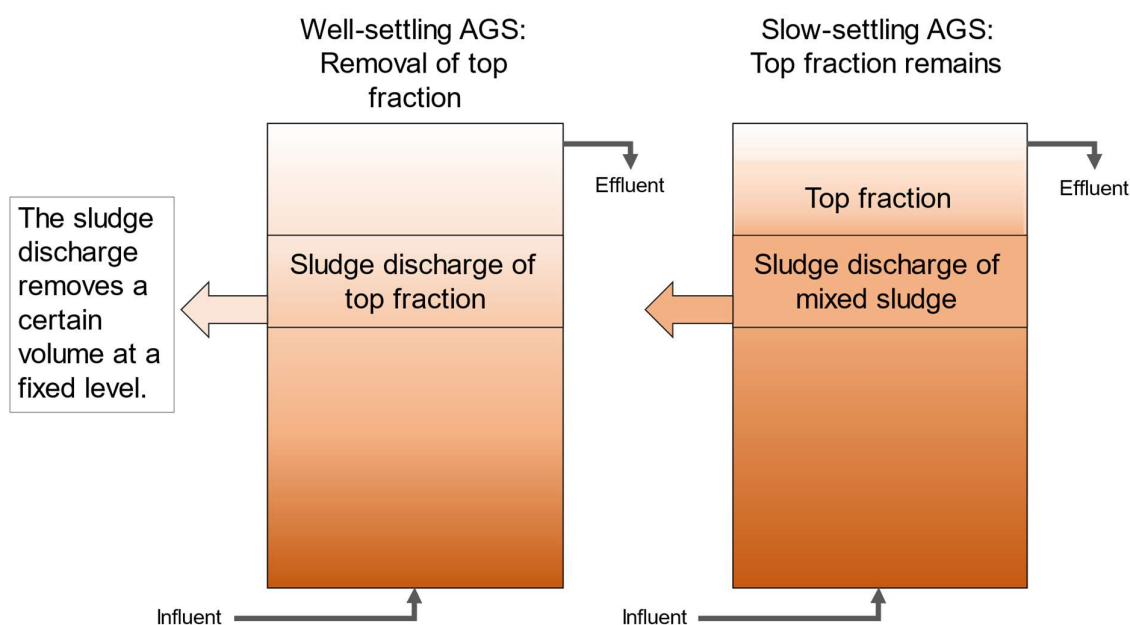 Well-settling AGS:
Removal of top
fraction
Slow-settling AGS:
Top fraction remains
Effluent
Effluent
The sludge
discharge
removes a
certain
volume at a
fixed level.
Sludge discharge of
top fraction
Top fraction
Sludge discharge of
mixed sludge
Influent
Influent